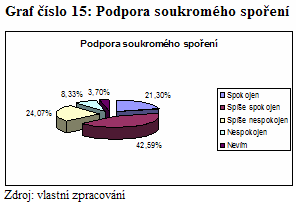 Graf číslo 15: Podpora soukromého spoření
Podpora soukromého spoření
8,33%
3,70%
21,30%
24,07%
42,59%
Spokojen
Spíše spokojen
Spíše nespokojen
Nespokojen
Nevím
Zdroj: vlastní zpracování